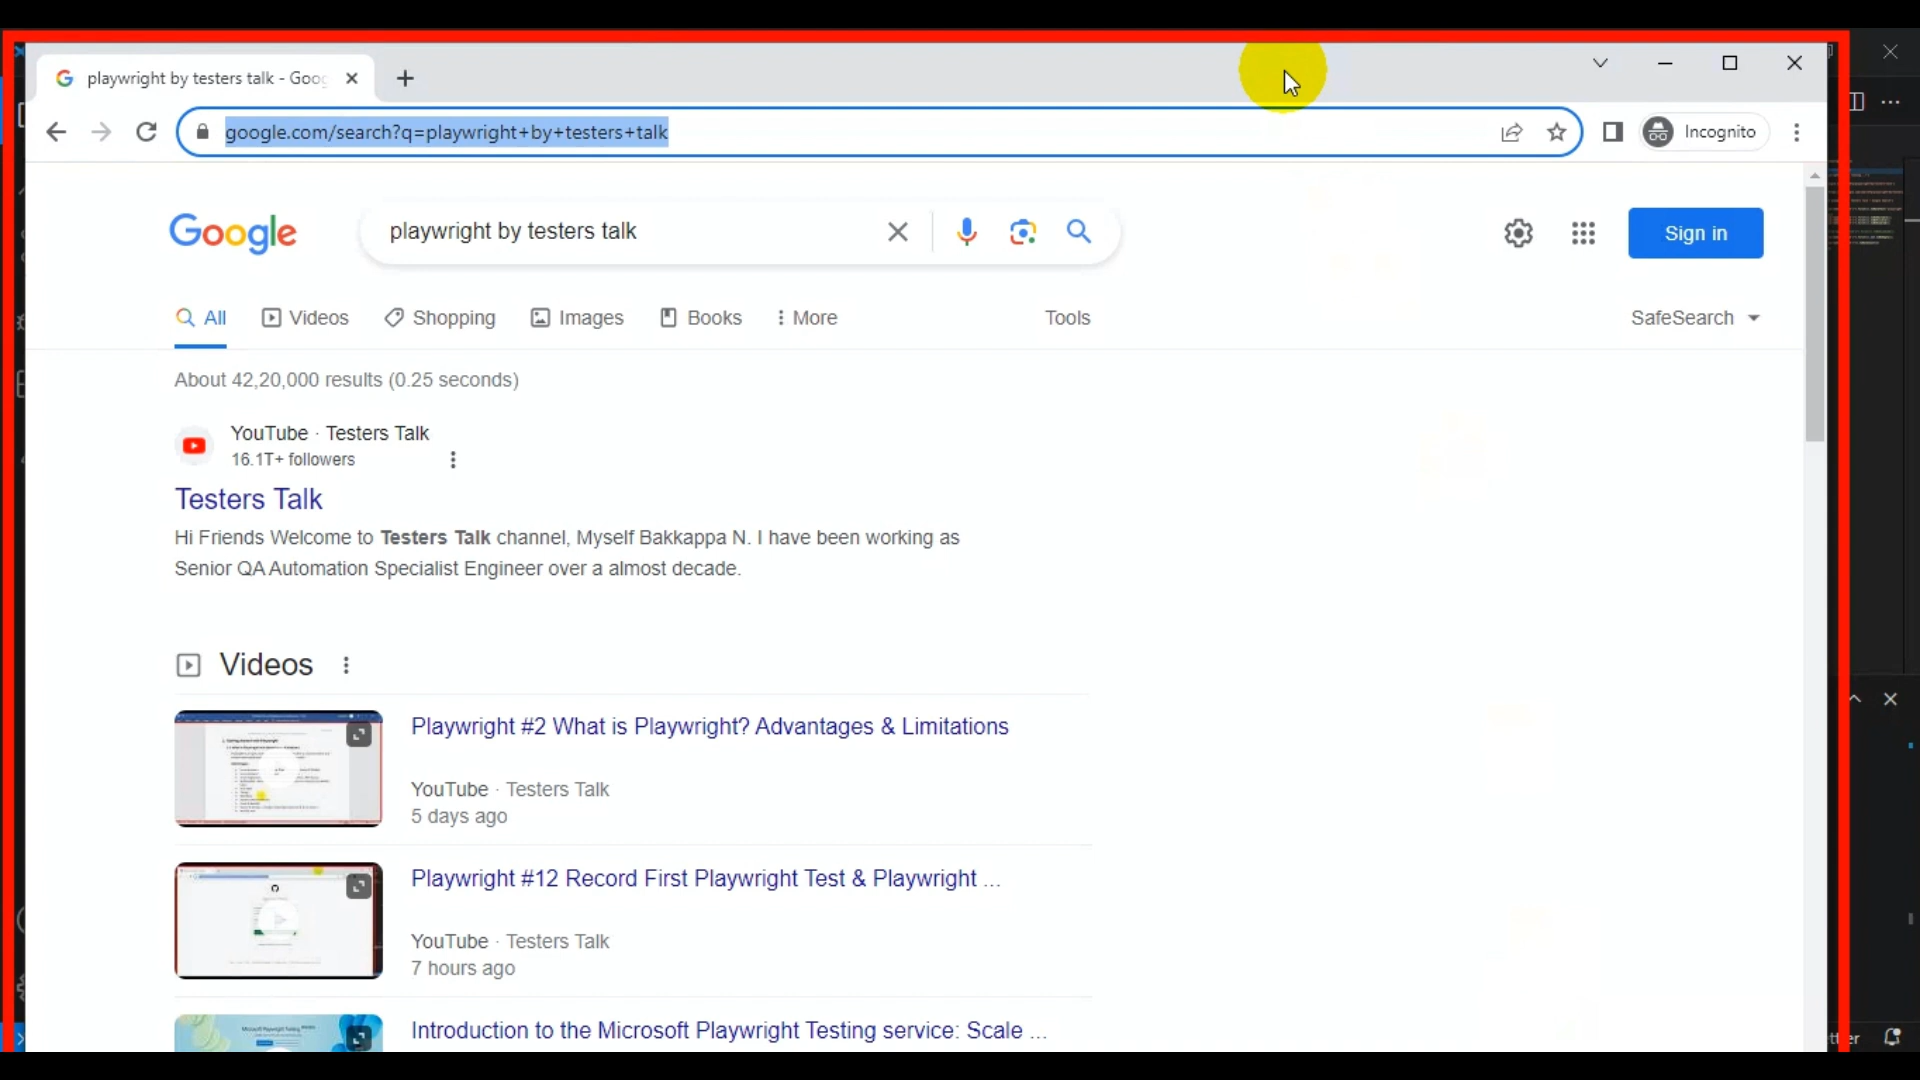 playwright by testers talk - Goog
google.com/search?q=playwright+by+testers+talk
Incognito
Google
playwright by testers talk
Sign in
All
Videos
Shopping
Images
Books
More
Tools
SafeSearch
About 42,20,000 results (0.25 seconds)
YouTube · Testers Talk
16.1T+ followers
Testers Talk
Hi Friends Welcome to Testers Talk channel, Myself Bakkappa N. I have been working as
Senior QA Automation Specialist Engineer over a almost decade.
Videos
Playwright #2 What is Playwright? Advantages & Limitations
YouTube · Testers Talk
5 days ago
Playwright #12 Record First Playwright Test & Playwright ...
YouTube · Testers Talk
7 hours ago
Introduction to the Microsoft Playwright Testing service: Scale ...